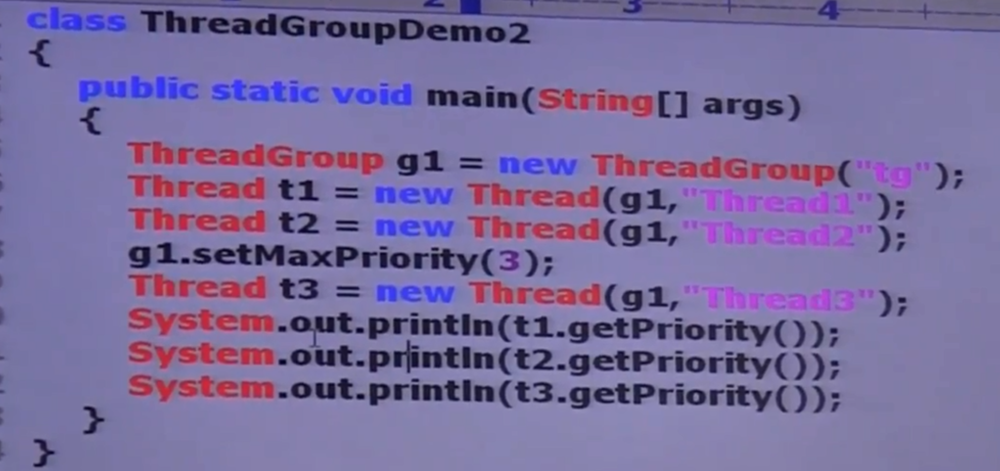 2 3 4
class ThreadGroupDemo2
{
public static void main(String[] args)
{
ThreadGroup g1 = new ThreadGroup("tg");
Thread t1 = new Thread(g1,"Thread1");
Thread t2 = new Thread(g1,"Thread2");
g1.setMaxPriority(3);
Thread t3 = new Thread(g1,"Thread3");
System.out.println(t1.getPriority());
System.out.println(t2.getPriority());
System.out.println(t3.getPriority());
}
}